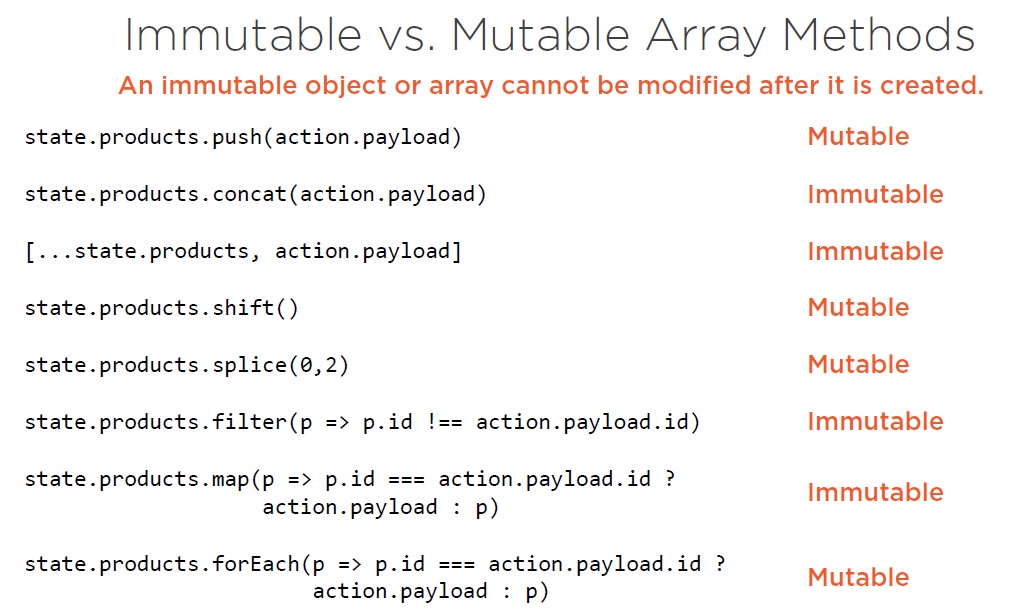 Immutable vs. Mutable Array Methods
An immutable object or array cannot be modified after it is created.
state.products.push(action.payload) Mutable
state.products.concat(action.payload) Immutable
[...state.products, action.payload] Immutable
state.products.shift() Mutable
state.products.splice(0,2) Mutable
state.products.filter(p => p.id !== action.payload.id) Immutable
state.products.map(p => p.id === action.payload.id ?
action.payload : p) Immutable
state.products.forEach(p => p.id === action.payload.id ?
action.payload : p) Mutable